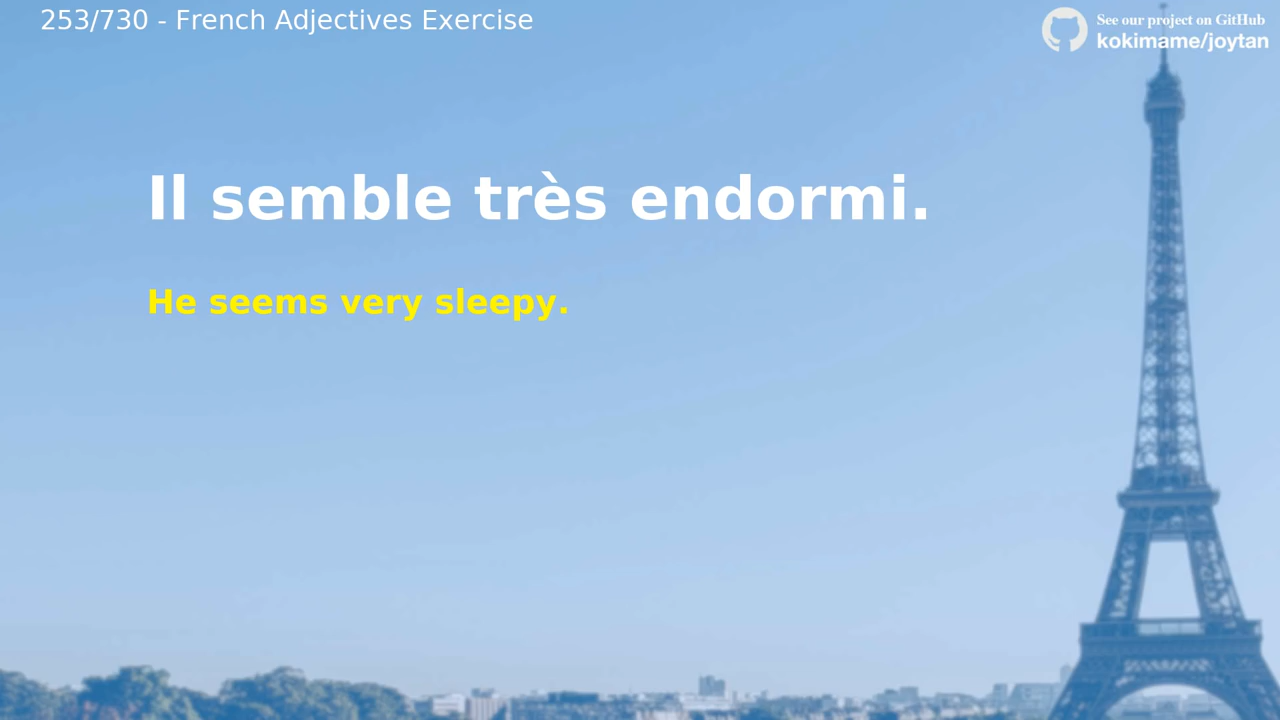 253/730 - French Adjectives Exercise
See our project on GitHub
kokimame/joytan
Il semble très endormi.
He seems very sleepy.